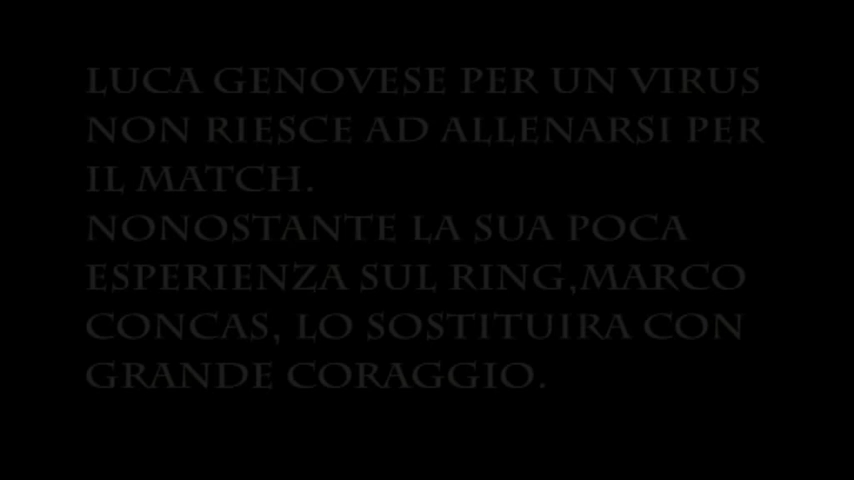 LUCA GENOVESE PER UN VIRUS
NON RIESCE AD ALLENARSI PER
IL MATCH.
NONOSTANTE LA SUA POCA
ESPERIENZA SUL RING,MARCO
CONCAS, LO SOSTITUIRA CON
GRANDE CORAGGIO.